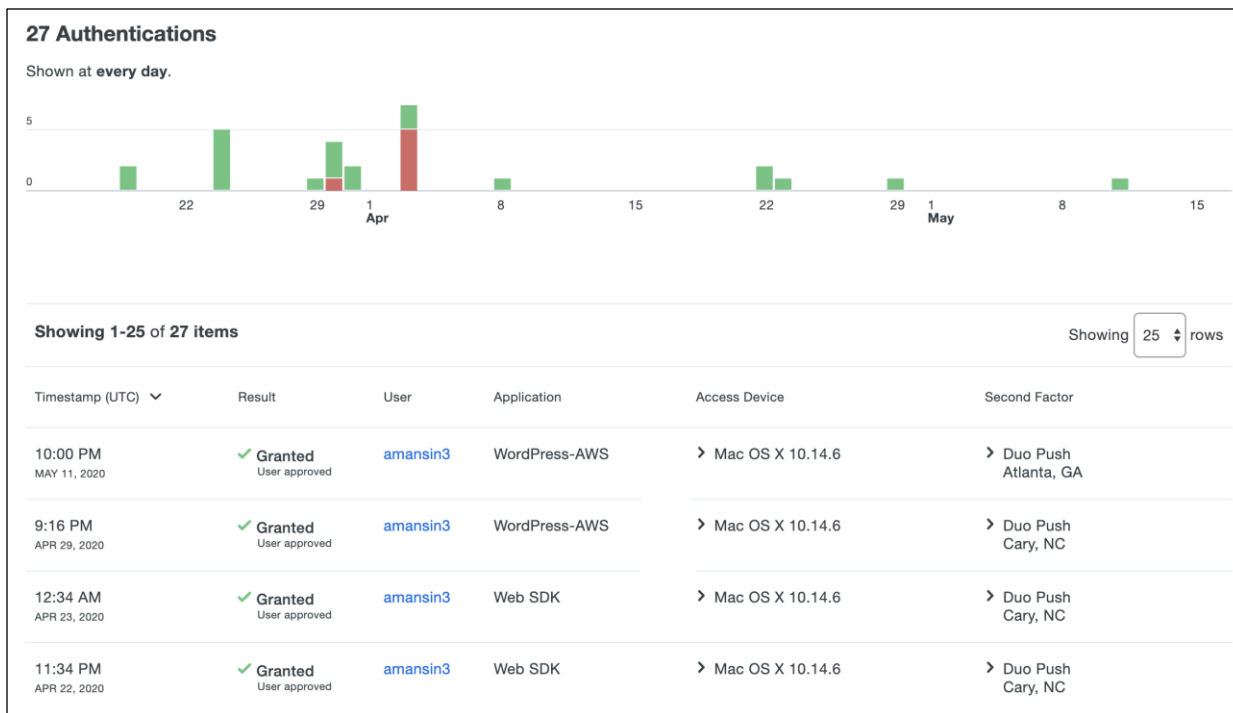 27 Authentications
Shown at every day.
5
0
22 29 1 8 15 22 29 1 8 15
Apr May
Showing 1-25 of 27 items
Showing 25 rows
Timestamp (UTC) Result User Application Access Device Second Factor
10:00 PM Granted amansin3 WordPress-AWS Mac OS X 10.14.6 Duo Push
MAY 11, 2020 User approved Atlanta, GA
9:16 PM Granted amansin3 WordPress-AWS Mac OS X 10.14.6 Duo Push
APR 29, 2020 User approved Cary, NC
12:34 AM Granted amansin3 Web SDK Mac OS X 10.14.6 Duo Push
APR 23, 2020 User approved Cary, NC
11:34 PM Granted amansin3 Web SDK Mac OS X 10.14.6 Duo Push
APR 22, 2020 User approved Cary, NC